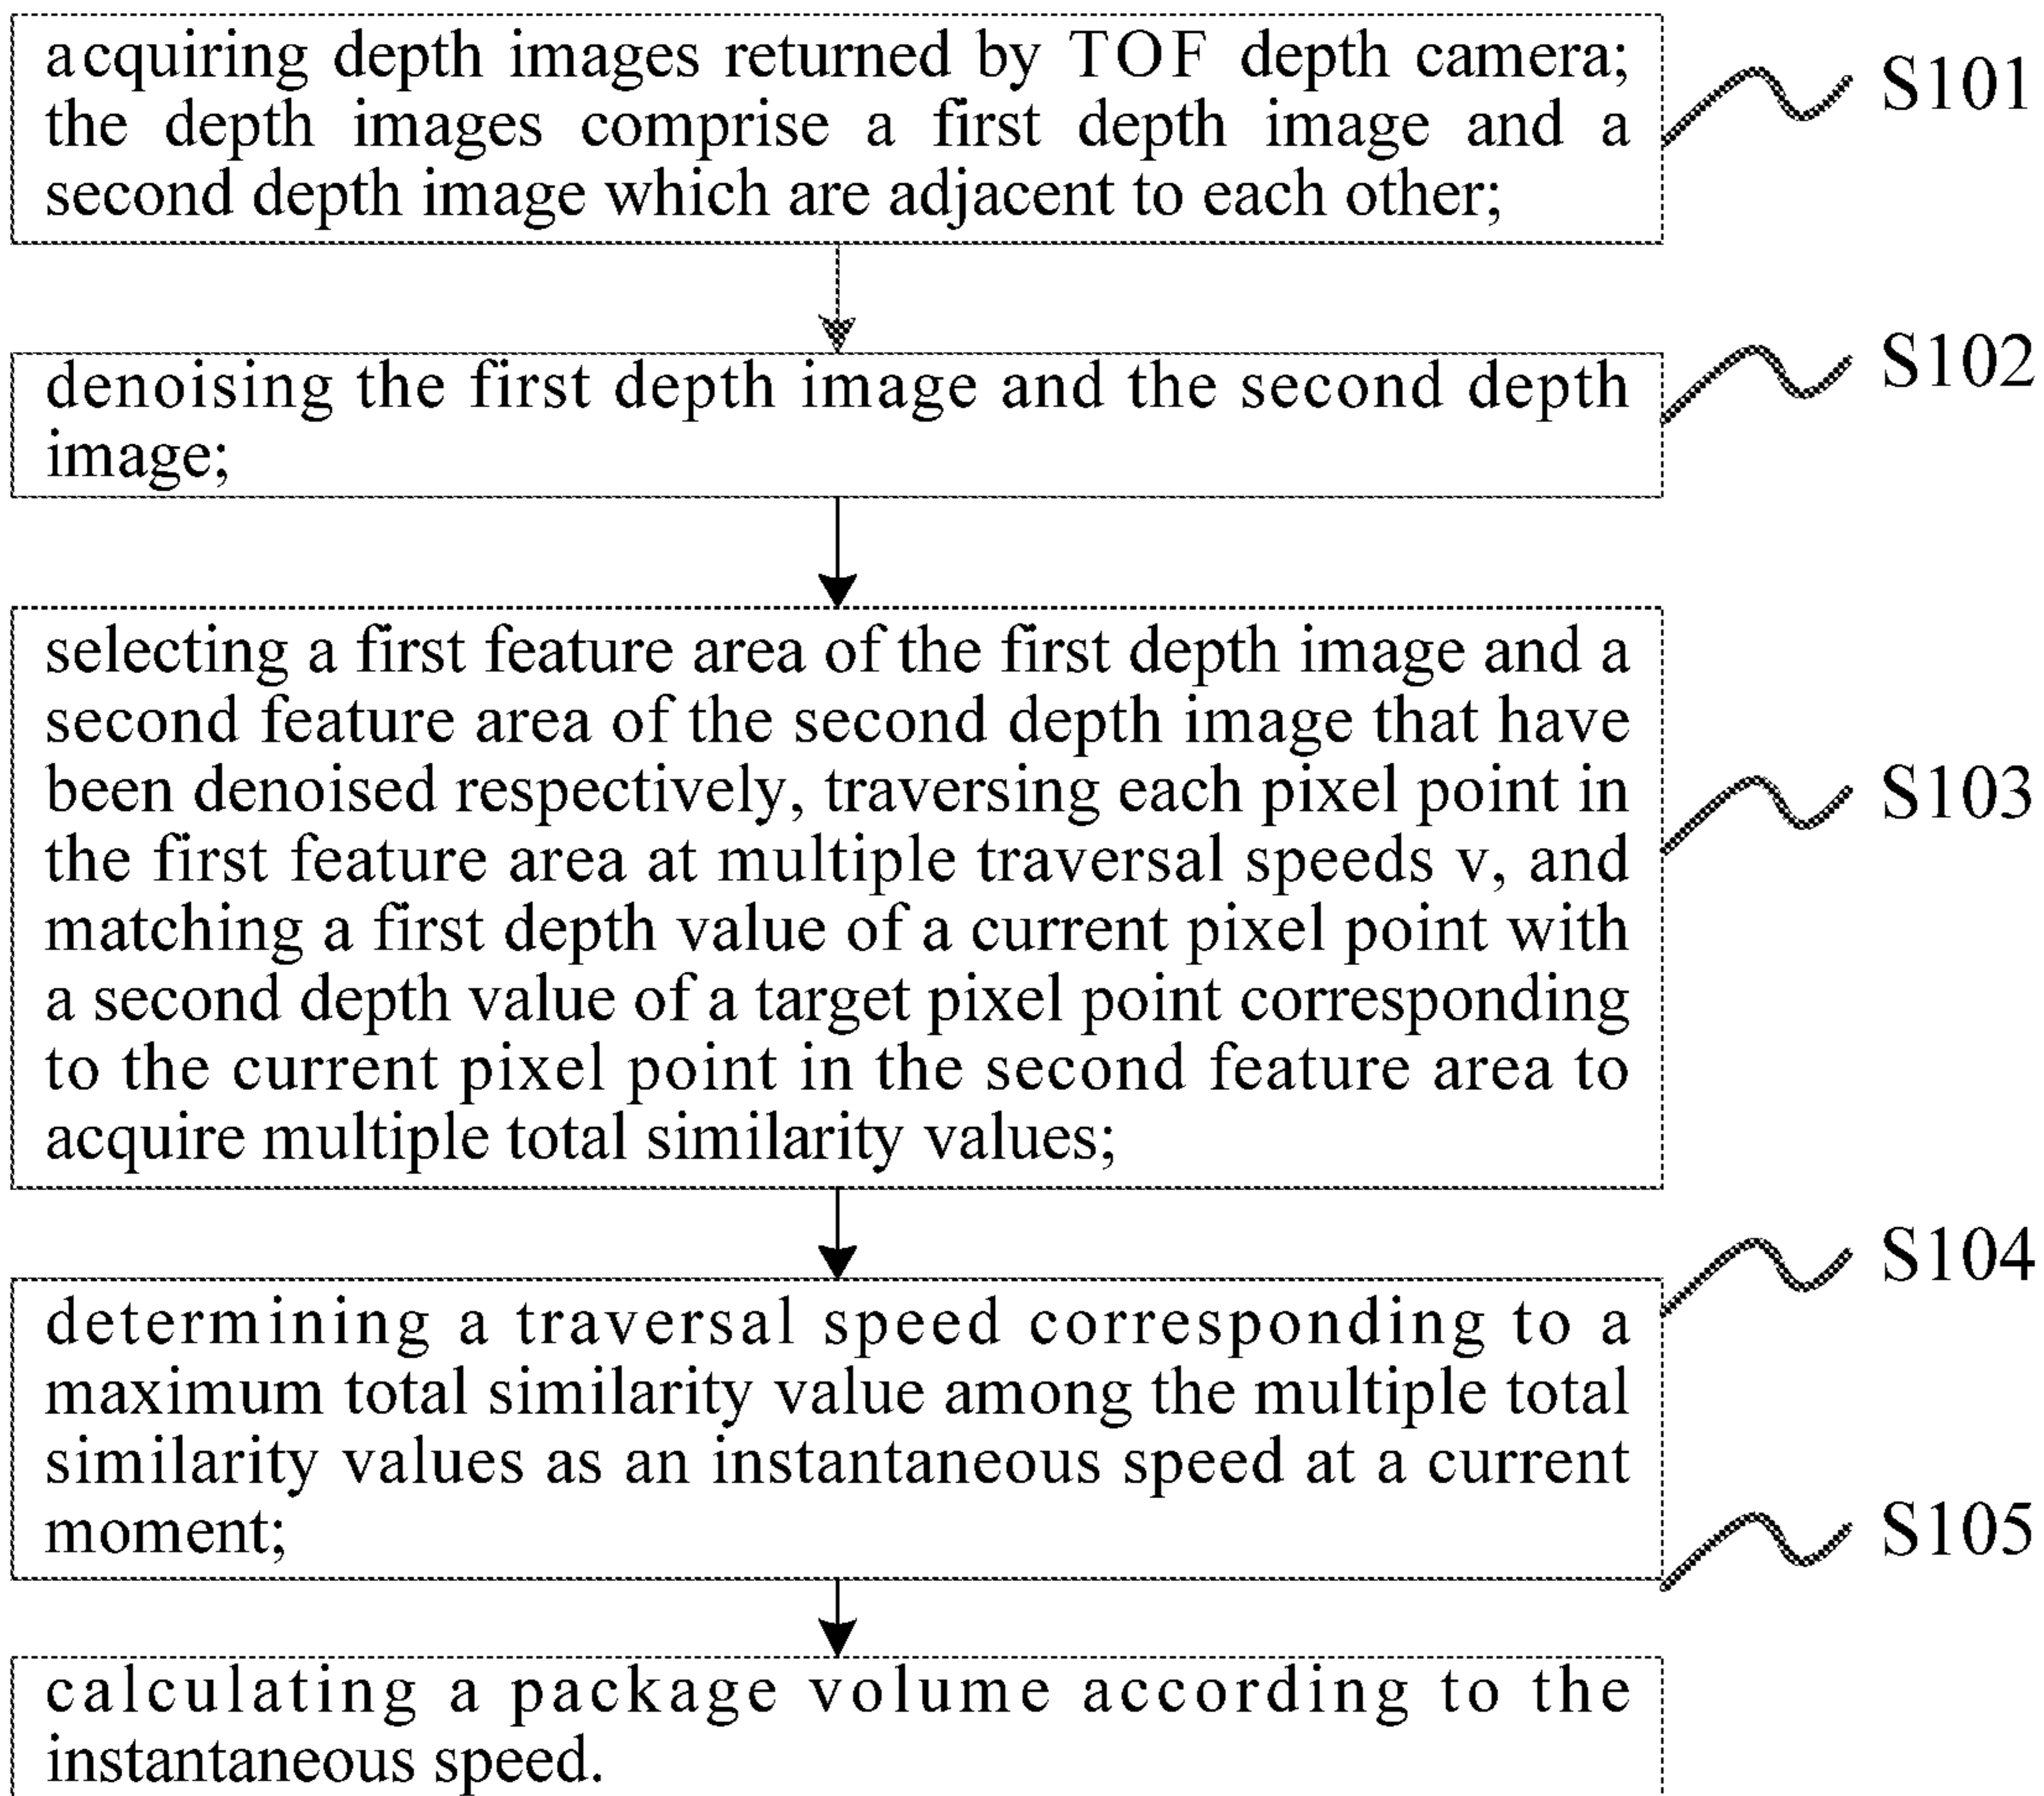 acquiring depth images returned by TOF depth camera;
the depth images comprise a first depth image and a
second depth image which are adjacent to each other;
S101
denoising the first depth image and the second depth
image;
S102
selecting a first feature area of the first depth image and a
second feature area of the second depth image that have
been denoised respectively, traversing each pixel point in
the first feature area at multiple traversal speeds v, and
matching a first depth value of a current pixel point with
a second depth value of a target pixel point corresponding
to the current pixel point in the second feature area to
acquire multiple total similarity values;
S103
determining a traversal speed corresponding to a
maximum total similarity value among the multiple total
similarity values as an instantaneous speed at a current
moment;
S104
calculating a package volume according to the
instantaneous speed.
S105